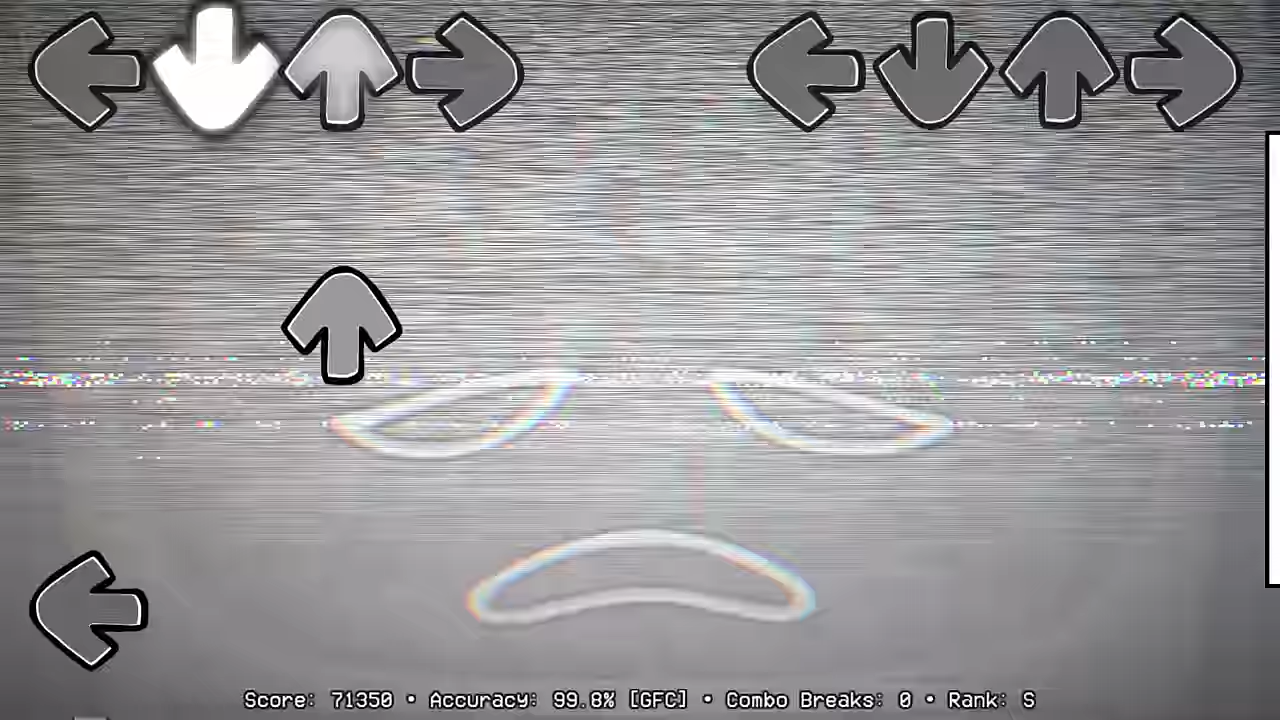 Score: 71350 • Accuracy: 99.8% [GFC] • Combo Breaks: 0 • Rank: S